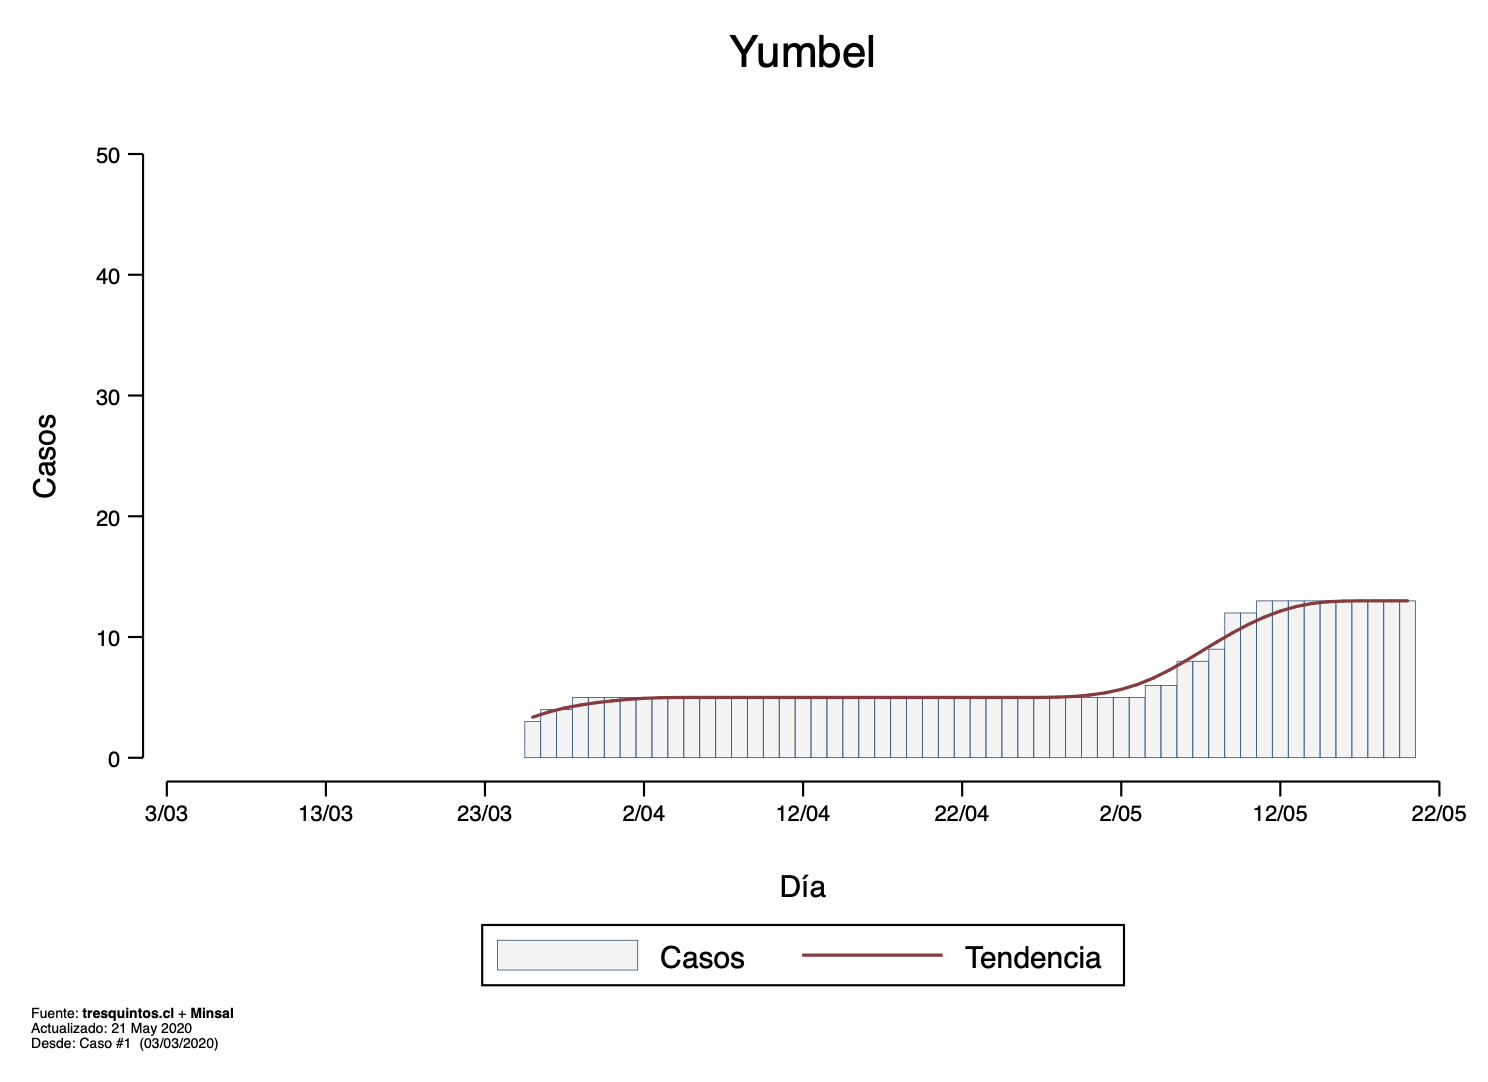 Yumbel
50
40
30
20
10
0
Casos
3/03
13/03
23/03
2/04
12/04
22/04
2/05
12/05
22/05
Día
Casos
Tendencia
Fuente: tresquintos.cl + Minsal
Actualizado: 21 May 2020
Desde: Caso #1 (03/03/2020)